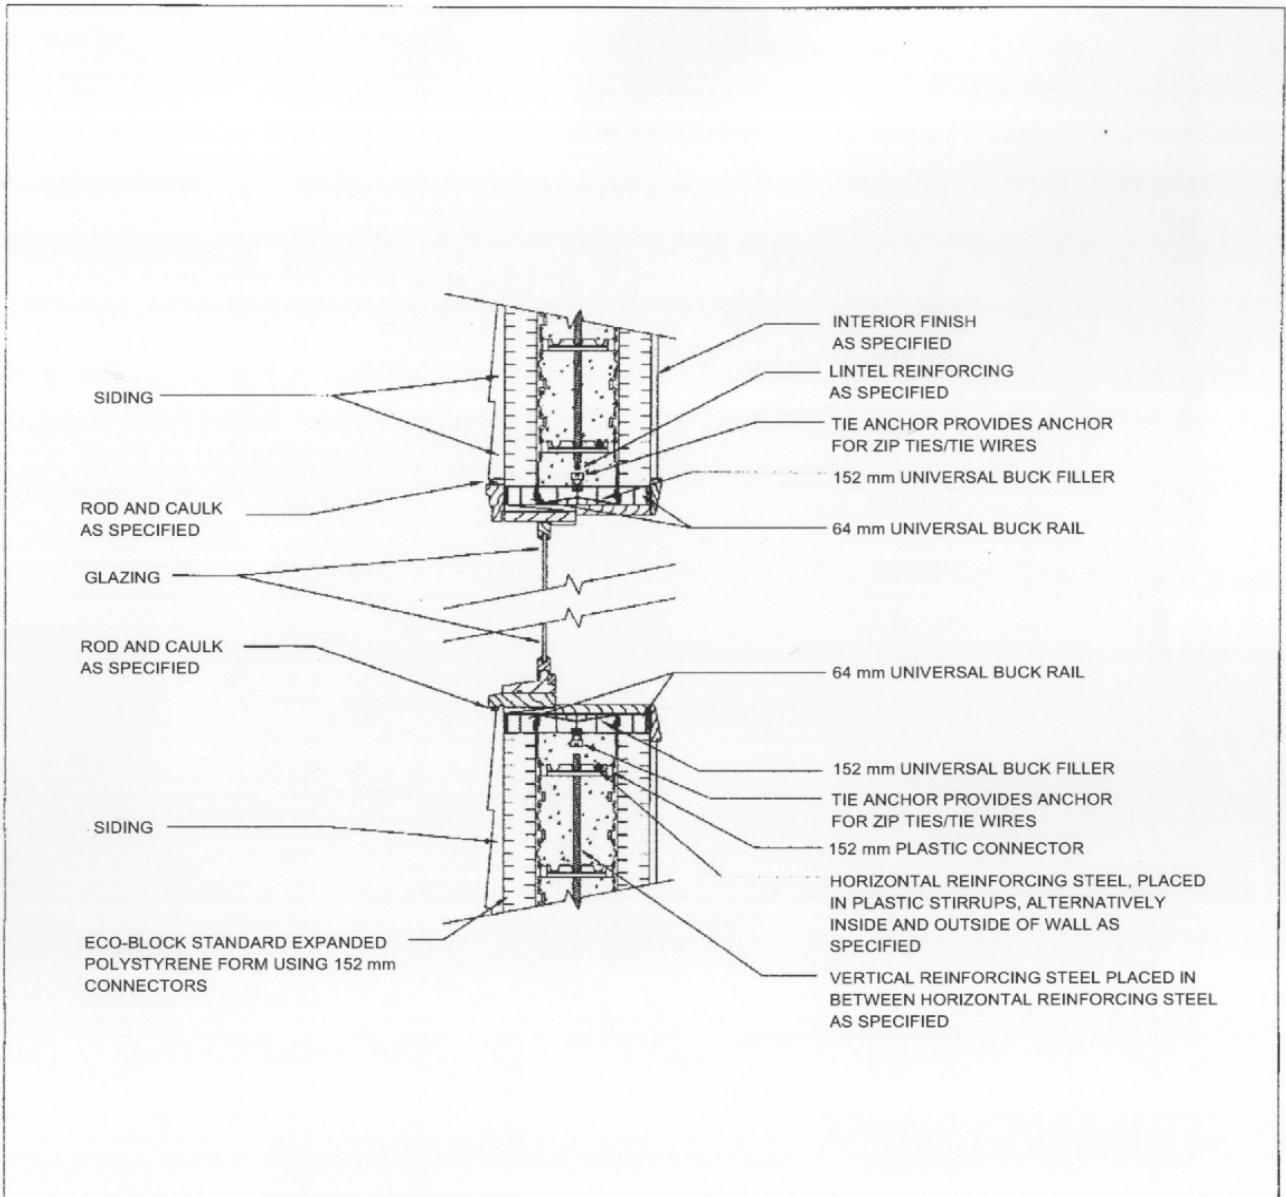 INTERIOR FINISH
AS SPECIFIED
LINTEL REINFORCING
AS SPECIFIED
SIDING
TIE ANCHOR PROVIDES ANCHOR
FOR ZIP TIES/TIE WIRES
152 mm UNIVERSAL BUCK FILLER
ROD AND CAULK
AS SPECIFIED
64 mm UNIVERSAL BUCK RAIL
GLAZING
ROD AND CAULK
AS SPECIFIED
64 mm UNIVERSAL BUCK RAIL
152 mm UNIVERSAL BUCK FILLER
TIE ANCHOR PROVIDES ANCHOR
FOR ZIP TIES/TIE WIRES
SIDING
152 mm PLASTIC CONNECTOR
HORIZONTAL REINFORCING STEEL, PLACED
IN PLASTIC STIRRUPS, ALTERNATIVELY
INSIDE AND OUTSIDE OF WALL AS
SPECIFIED
ECO-BLOCK STANDARD EXPANDED
POLYSTYRENE FORM USING 152 mm
CONNECTORS
VERTICAL REINFORCING STEEL PLACED IN
BETWEEN HORIZONTAL REINFORCING STEEL
AS SPECIFIED